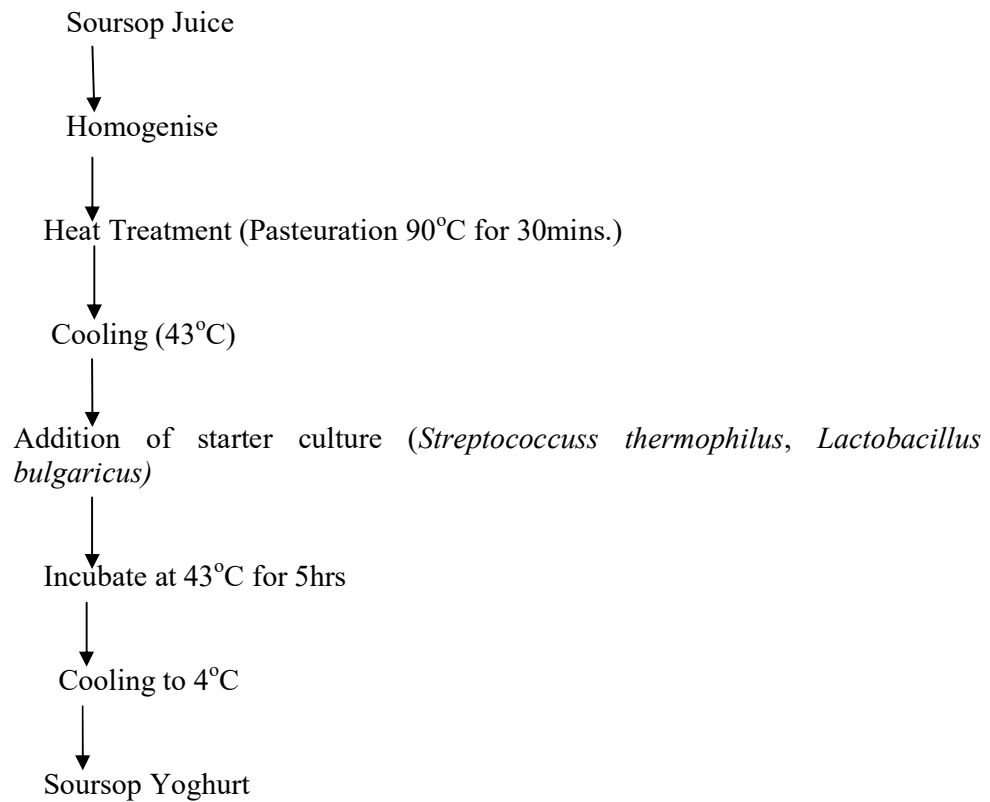 Soursop Juice
Homogenise
Heat Treatment (Pasteuration 90°C for 30mins.)
Cooling (43°C)
Addition of starter culture (Streptococcuss thermophilus, Lactobacillus
bulgaricus)
Incubate at 43°C for 5hrs
Cooling to 4°C
Soursop Yoghurt